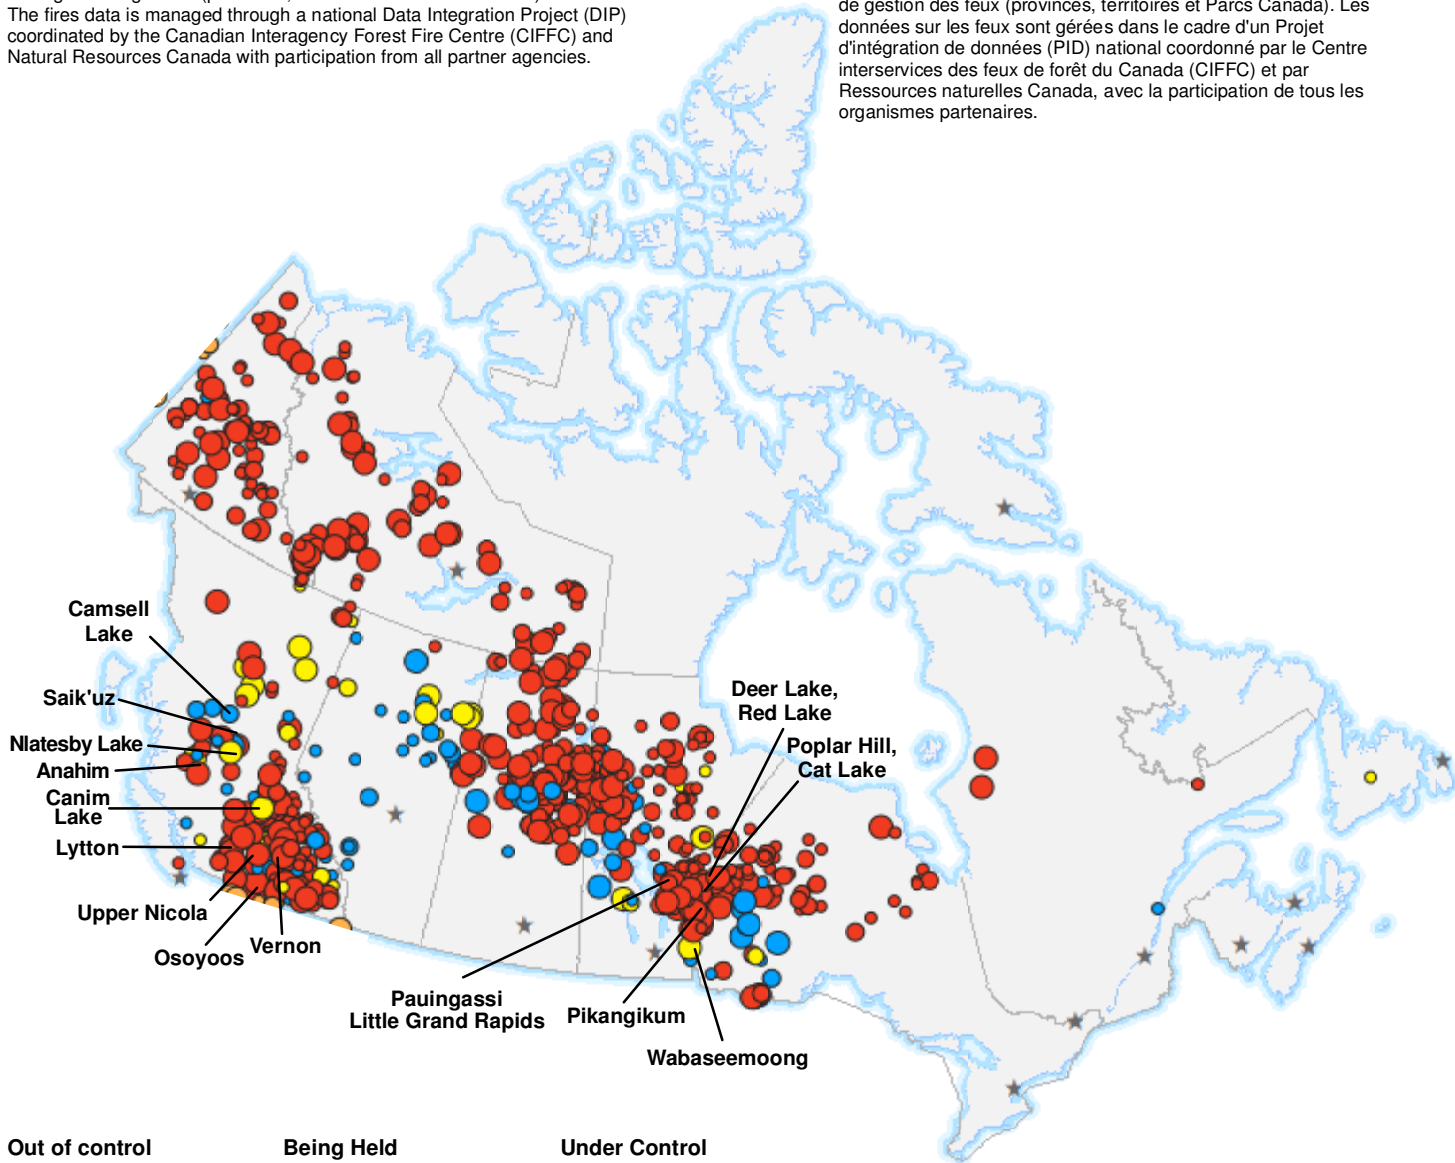 The fires data is managed through a national Data Integration Project (DIP)
coordinated by the Canadian Interagency Forest Fire Centre (CIFFC) and
Natural Resources Canada with participation from all partner agencies.
de gestion des feux (provinces, territoires et Parcs Canada). Les
données sur les feux sont gérées dans le cadre d'un Projet
d'intégration de données (PID) national coordonné par le Centre
interservices des feux de forêt du Canada (CIFFC) et par
Ressources naturelles Canada, avec la participation de tous les
organismes partenaires.
Camsell
Lake
Saik'uz
Nlatesby Lake
Anahim
Canim
Lake
Lytton
Upper Nicola
Osoyoos
Vernon
Deer Lake,
Red Lake
Poplar Hill,
Cat Lake
Pauingassi
Little Grand Rapids
Pikangikum
Wabaseemoong
Out of control
Being Held
Under Control